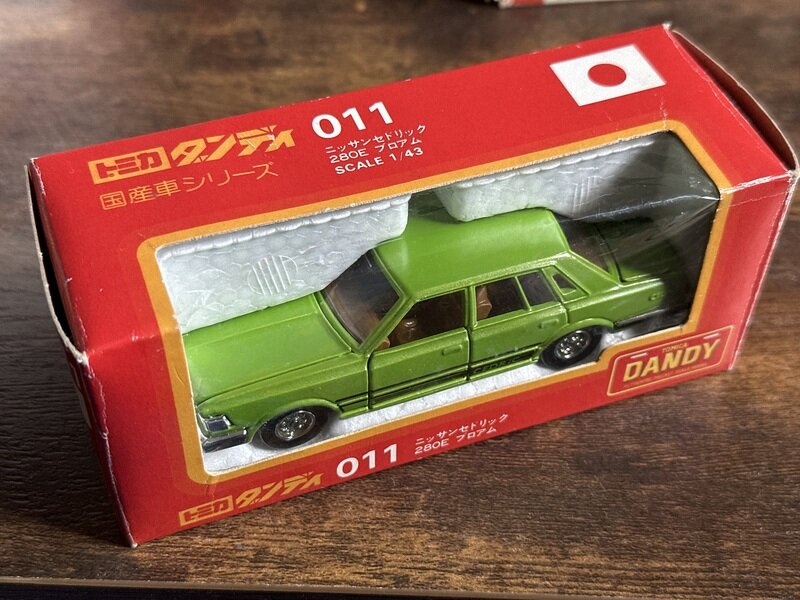 トミカ ダンディ 011
国産車シリーズ
ニッサンセドリック
280E ブロアム
SCALE 1/43
TOMICA
DANDY
トミカ ダンディ 011
ニッサンセドリック
280E ブロアム